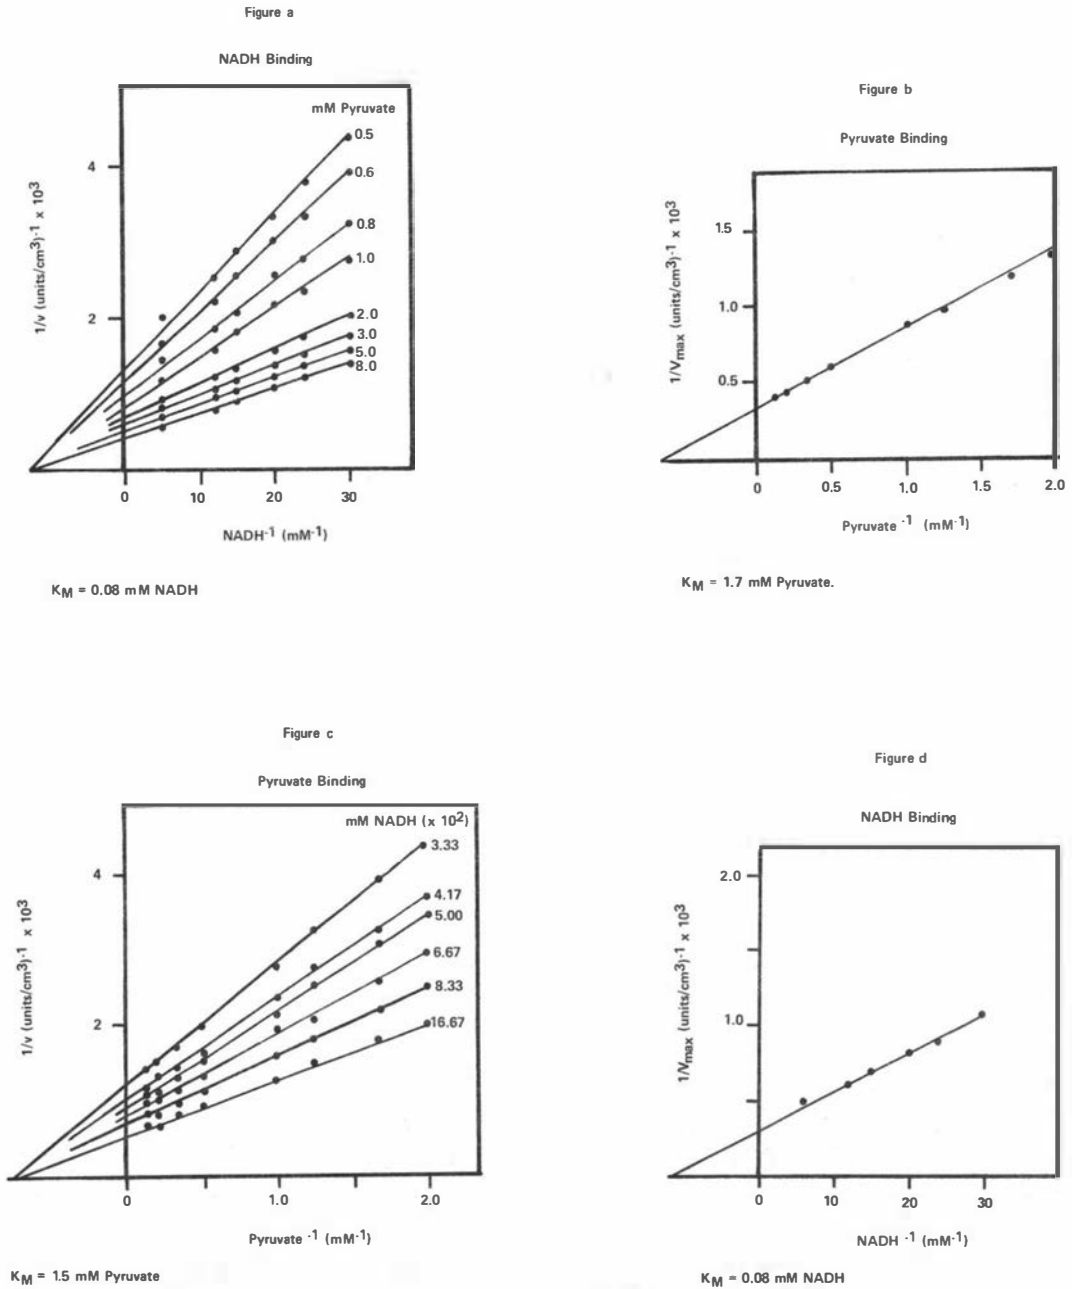 Figure a
NADH Binding
mM Pyruvate
0.5
0.6
0.8
1.0
2.0
3.0
5.0
8.0
4
2
1/v (units/cm³)⁻¹ x 10³
0 10 20 30
NADH⁻¹ (mM⁻¹)
KM = 0.08 mM NADH
Figure b
Pyruvate Binding
1.5
1.0
0.5
1/Vmax (units/cm³)⁻¹ x 10³
0 0.5 1.0 1.5 2.0
Pyruvate ⁻¹ (mM⁻¹)
KM = 1.7 mM Pyruvate.
Figure c
Pyruvate Binding
mM NADH (x 10²)
3.33
4.17
5.00
6.67
8.33
16.67
4
2
1/v (units/cm³)⁻¹ x 10³
0 1.0 2.0
Pyruvate ⁻¹ (mM⁻¹)
KM = 1.5 mM Pyruvate
Figure d
NADH Binding
2.0
1.0
1/Vmax (units/cm³)⁻¹ x 10³
0 10 20 30
NADH ⁻¹ (mM⁻¹)
KM = 0.08 mM NADH